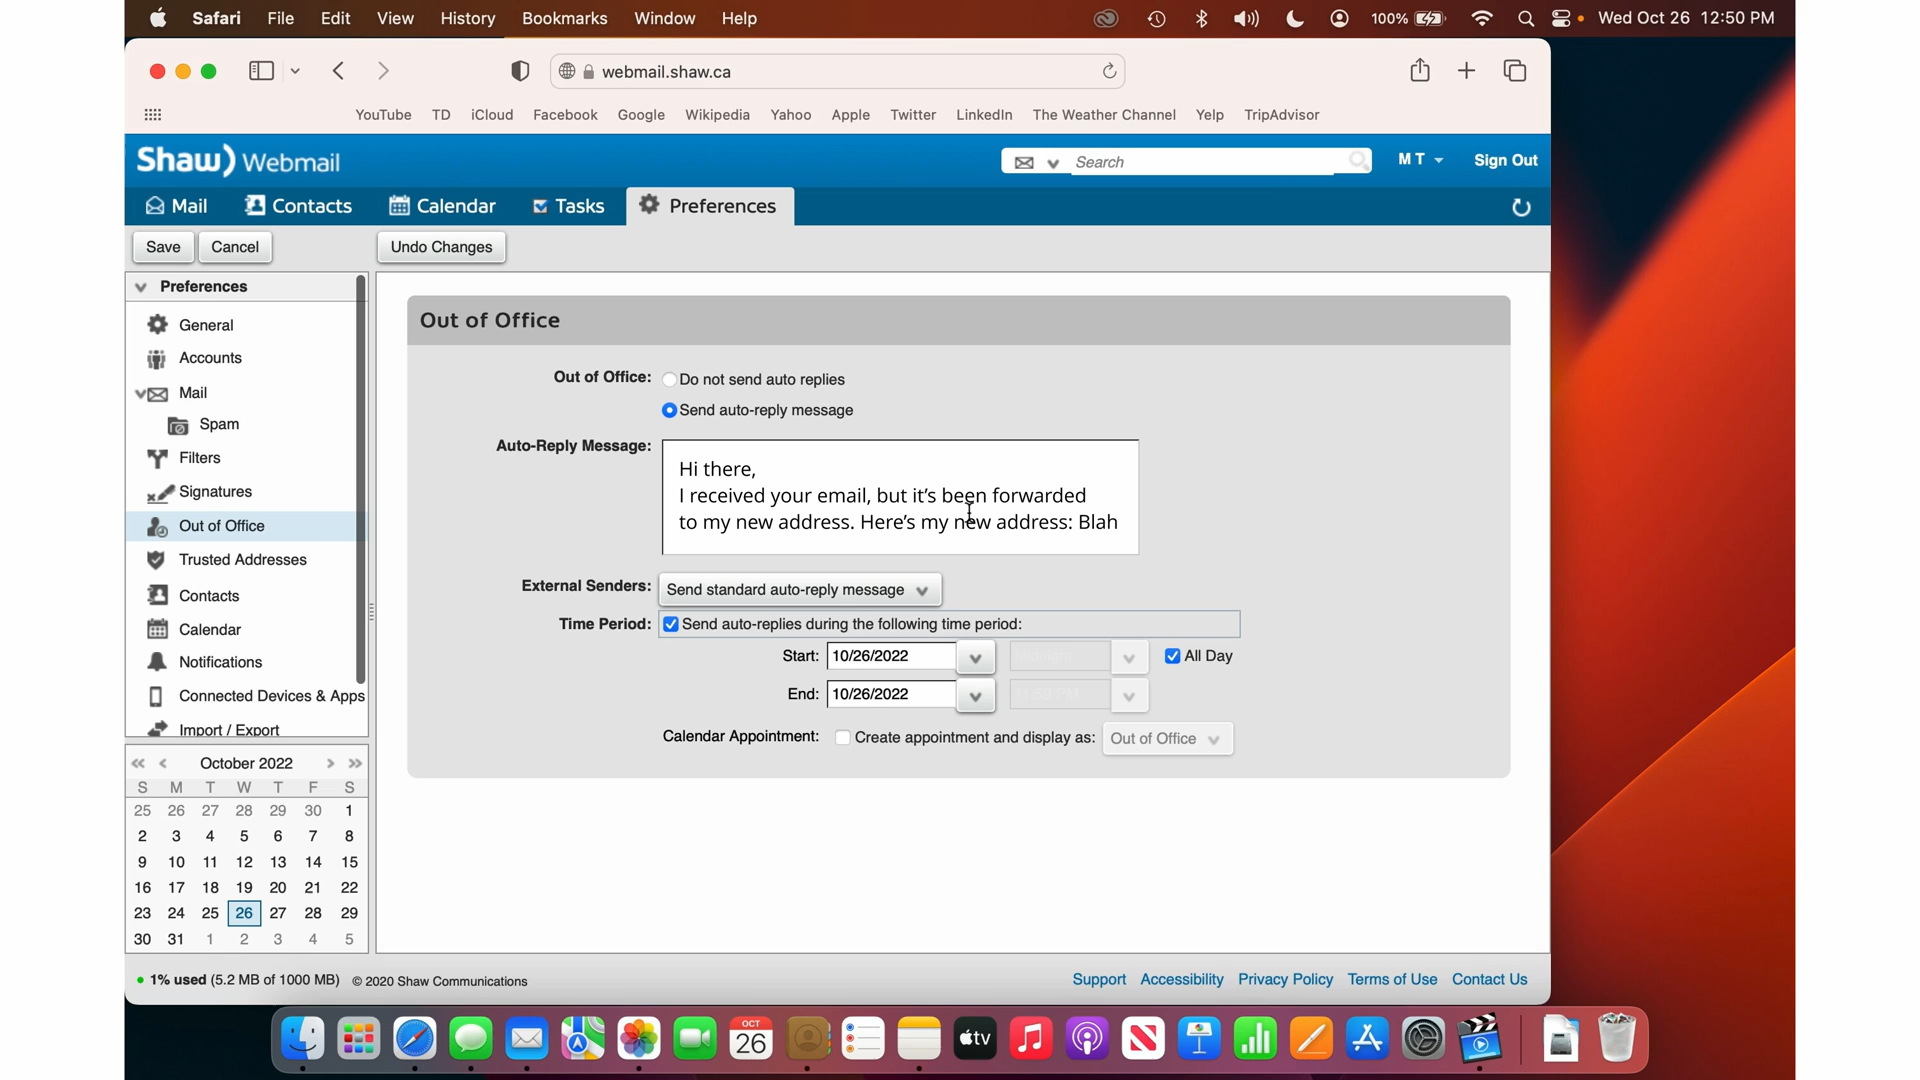 Safari File Edit View History Bookmarks Window Help 100% Wed Oct 26 12:50 PM
webmail.shaw.ca
YouTube TD iCloud Facebook Google Wikipedia Yahoo Apple Twitter LinkedIn The Weather Channel Yelp TripAdvisor
Shaw) Webmail Search M T Sign Out
Mail Contacts Calendar Tasks Preferences
Save Cancel Undo Changes
Preferences
General
Accounts
Mail
Spam
Filters
Signatures
Out of Office
Trusted Addresses
Contacts
Calendar
Notifications
Connected Devices & Apps
Import / Export
Out of Office
Out of Office: Do not send auto replies
Send auto-reply message
Auto-Reply Message:
Hi there,
I received your email, but it’s been forwarded
to my new address. Here’s my new address: Blah
External Senders: Send standard auto-reply message
Time Period: Send auto-replies during the following time period:
Start: 10/26/2022 All Day
End: 10/26/2022
Calendar Appointment: Create appointment and display as: Out of Office
October 2022
S M T W T F S
25 26 27 28 29 30 1
2 3 4 5 6 7 8
9 10 11 12 13 14 15
16 17 18 19 20 21 22
23 24 25 26 27 28 29
30 31 1 2 3 4 5
1% used (5.2 MB of 1000 MB) © 2020 Shaw Communications Support Accessibility Privacy Policy Terms of Use Contact Us
OCT
26
tv